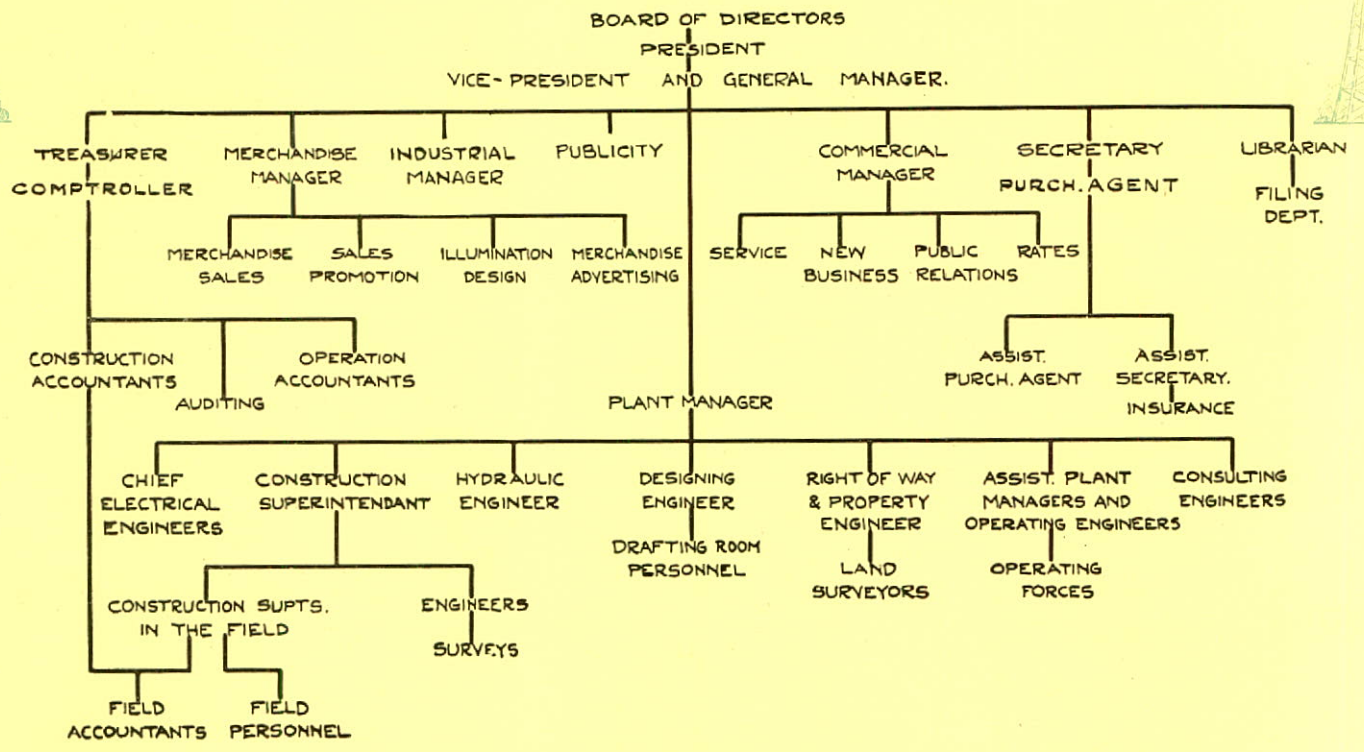 BOARD OF DIRECTORS
PRESIDENT
VICE-PRESIDENT AND GENERAL MANAGER.
TREASURER
COMPTROLLER
MERCHANDISE
MANAGER
INDUSTRIAL
MANAGER
PUBLICITY
COMMERCIAL
MANAGER
SECRETARY
PURCH. AGENT
LIBRARIAN
FILING
DEPT.
MERCHANDISE
SALES
SALES
PROMOTION
ILLUMINATION
DESIGN
MERCHANDISE
ADVERTISING
SERVICE
NEW
BUSINESS
PUBLIC
RELATIONS
RATES
CONSTRUCTION
ACCOUNTANTS
AUDITING
OPERATION
ACCOUNTANTS
ASSIST.
PURCH. AGENT
ASSIST.
SECRETARY.
INSURANCE
PLANT MANAGER
CHIEF
ELECTRICAL
ENGINEERS
CONSTRUCTION
SUPERINTENDANT
HYDRAULIC
ENGINEER
DESIGNING
ENGINEER
RIGHT OF WAY
& PROPERTY
ENGINEER
ASSIST. PLANT
MANAGERS AND
OPERATING ENGINEERS
CONSULTING
ENGINEERS
DRAFTING ROOM
PERSONNEL
LAND
SURVEYORS
OPERATING
FORCES
CONSTRUCTION SUPTS.
IN THE FIELD
ENGINEERS
SURVEYS
FIELD
ACCOUNTANTS
FIELD
PERSONNEL